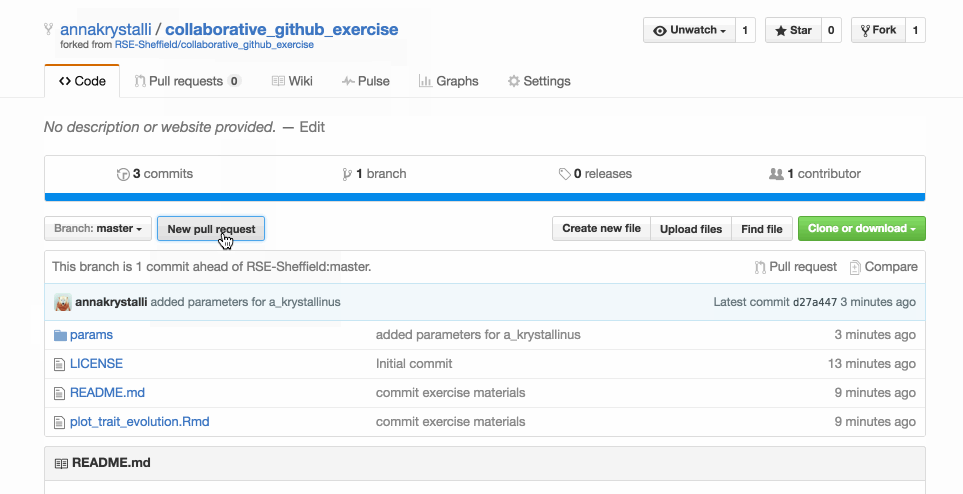 annakrystalli / collaborative_github_exercise
forked from RSE-Sheffield/collaborative_github_exercise
Unwatch 1 Star 0 Fork 1
Code Pull requests 0 Wiki Pulse Graphs Settings
No description or website provided. — Edit
3 commits 1 branch 0 releases 1 contributor
Branch: master New pull request Create new file Upload files Find file Clone or download
This branch is 1 commit ahead of RSE-Sheffield:master. Pull request Compare
annakrystalli added parameters for a_krystallinus Latest commit d27a447 3 minutes ago
params added parameters for a_krystallinus 3 minutes ago
LICENSE Initial commit 13 minutes ago
README.md commit exercise materials 9 minutes ago
plot_trait_evolution.Rmd commit exercise materials 9 minutes ago
README.md